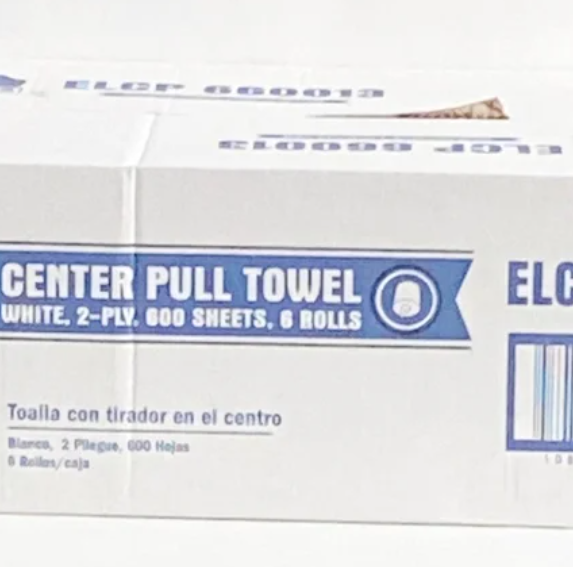 ELCP 660013
ELCP 660013
CENTER PULL TOWEL
WHITE, 2-PLY, 600 SHEETS, 6 ROLLS
ELC
Toalla con tirador en el centro
Blanco, 2 Pliegue, 600 Hojas
6 Rollos/caja